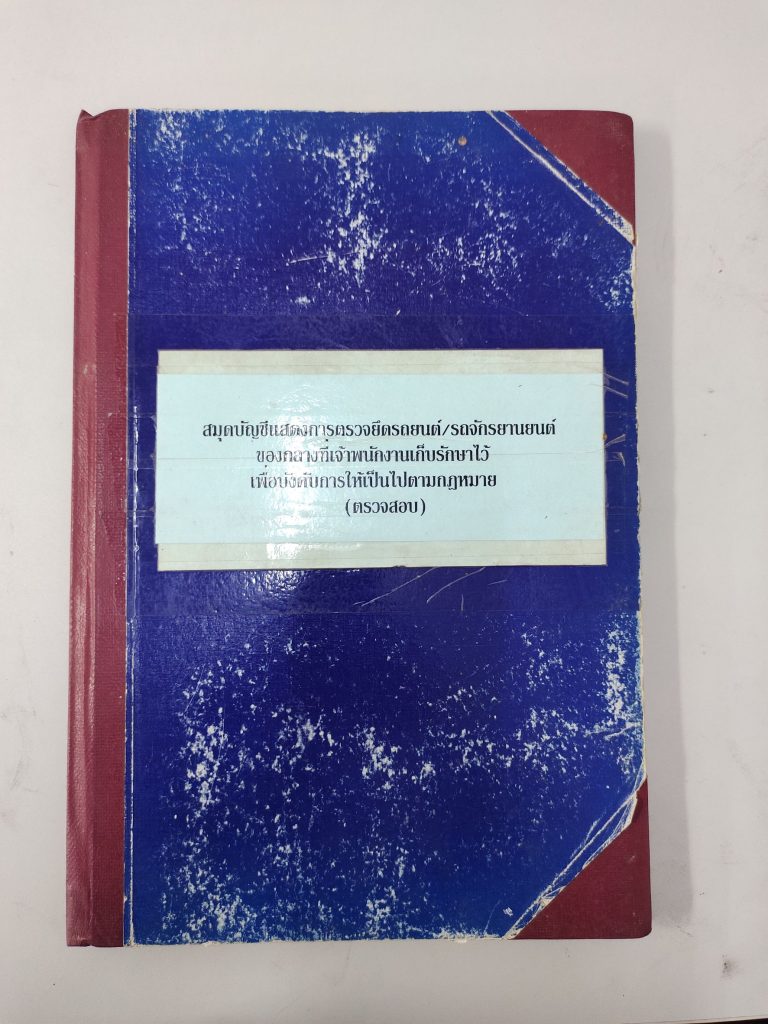 สมุดบัญชีแสดงการตรวจยึดรถยนต์/รถจักรยานยนต์
ของกลางที่เจ้าพนักงานเก็บรักษาไว้
เพื่อบังคับการให้เป็นไปตามกฎหมาย
(ตรวจสอบ)